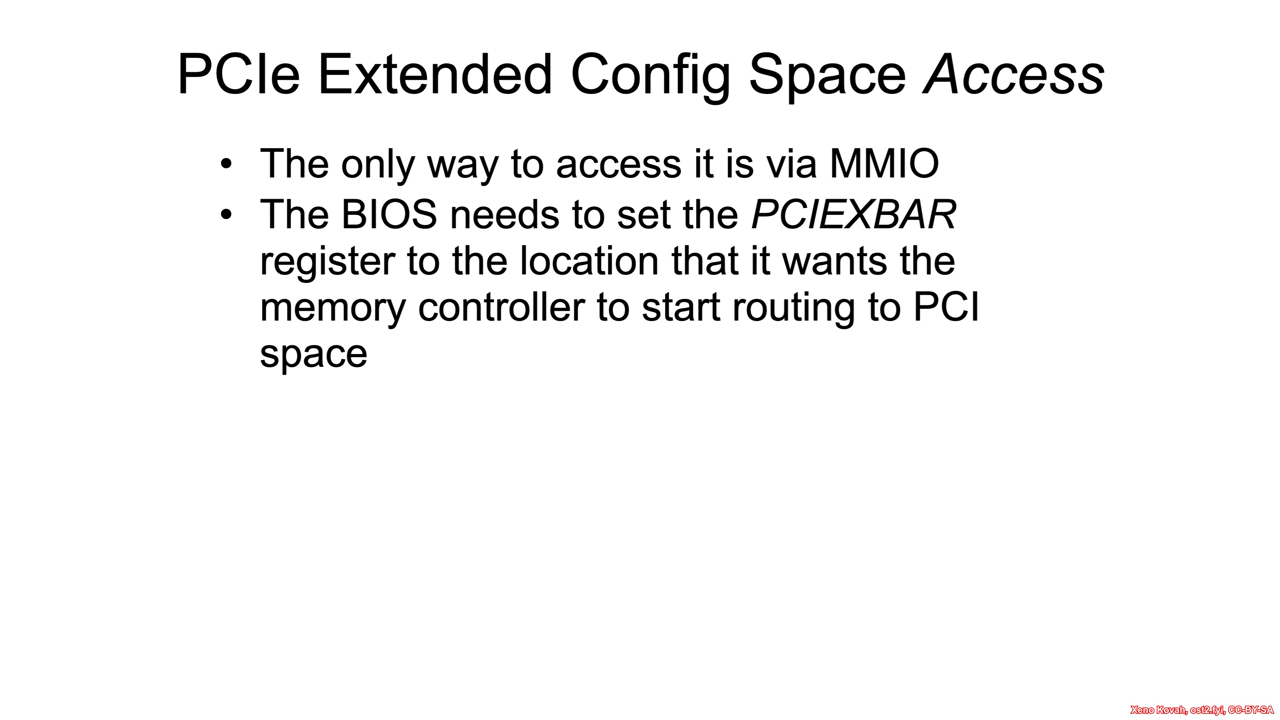 PCIe Extended Config Space Access
• The only way to access it is via MMIO
• The BIOS needs to set the PCIEXBAR
register to the location that it wants the
memory controller to start routing to PCI
space
Xeno Kovah, ost2.fyi, CC-BY-SA